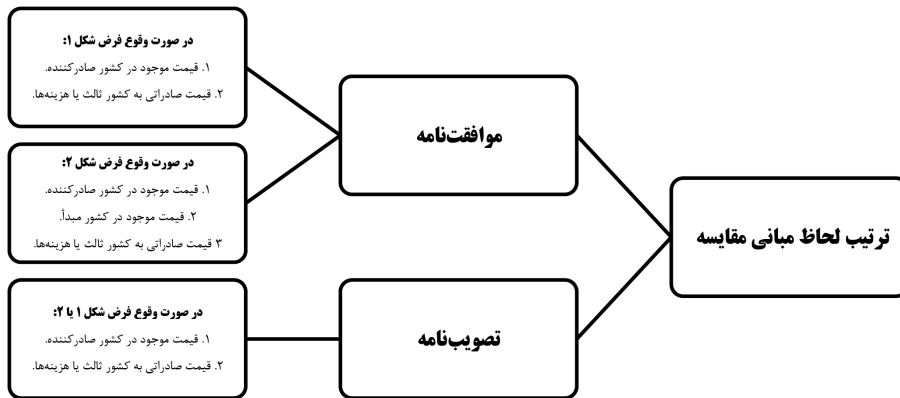 ترتیب لحاظ مبانی مقایسه
موافقت‌نامه
در صورت وقوع فرض شکل ۱:
۱. قیمت موجود در کشور صادرکننده.
۲. قیمت صادراتی به کشور ثالث یا هزینه‌ها.
در صورت وقوع فرض شکل ۲:
۱. قیمت موجود در کشور صادرکننده.
۲. قیمت موجود در کشور مبدأ.
۳ قیمت صادراتی به کشور ثالث یا هزینه‌ها.
تصویب‌نامه
در صورت وقوع فرض شکل ۱ یا ۲:
۱. قیمت موجود در کشور صادرکننده.
۲. قیمت صادراتی به کشور ثالث یا هزینه‌ها.